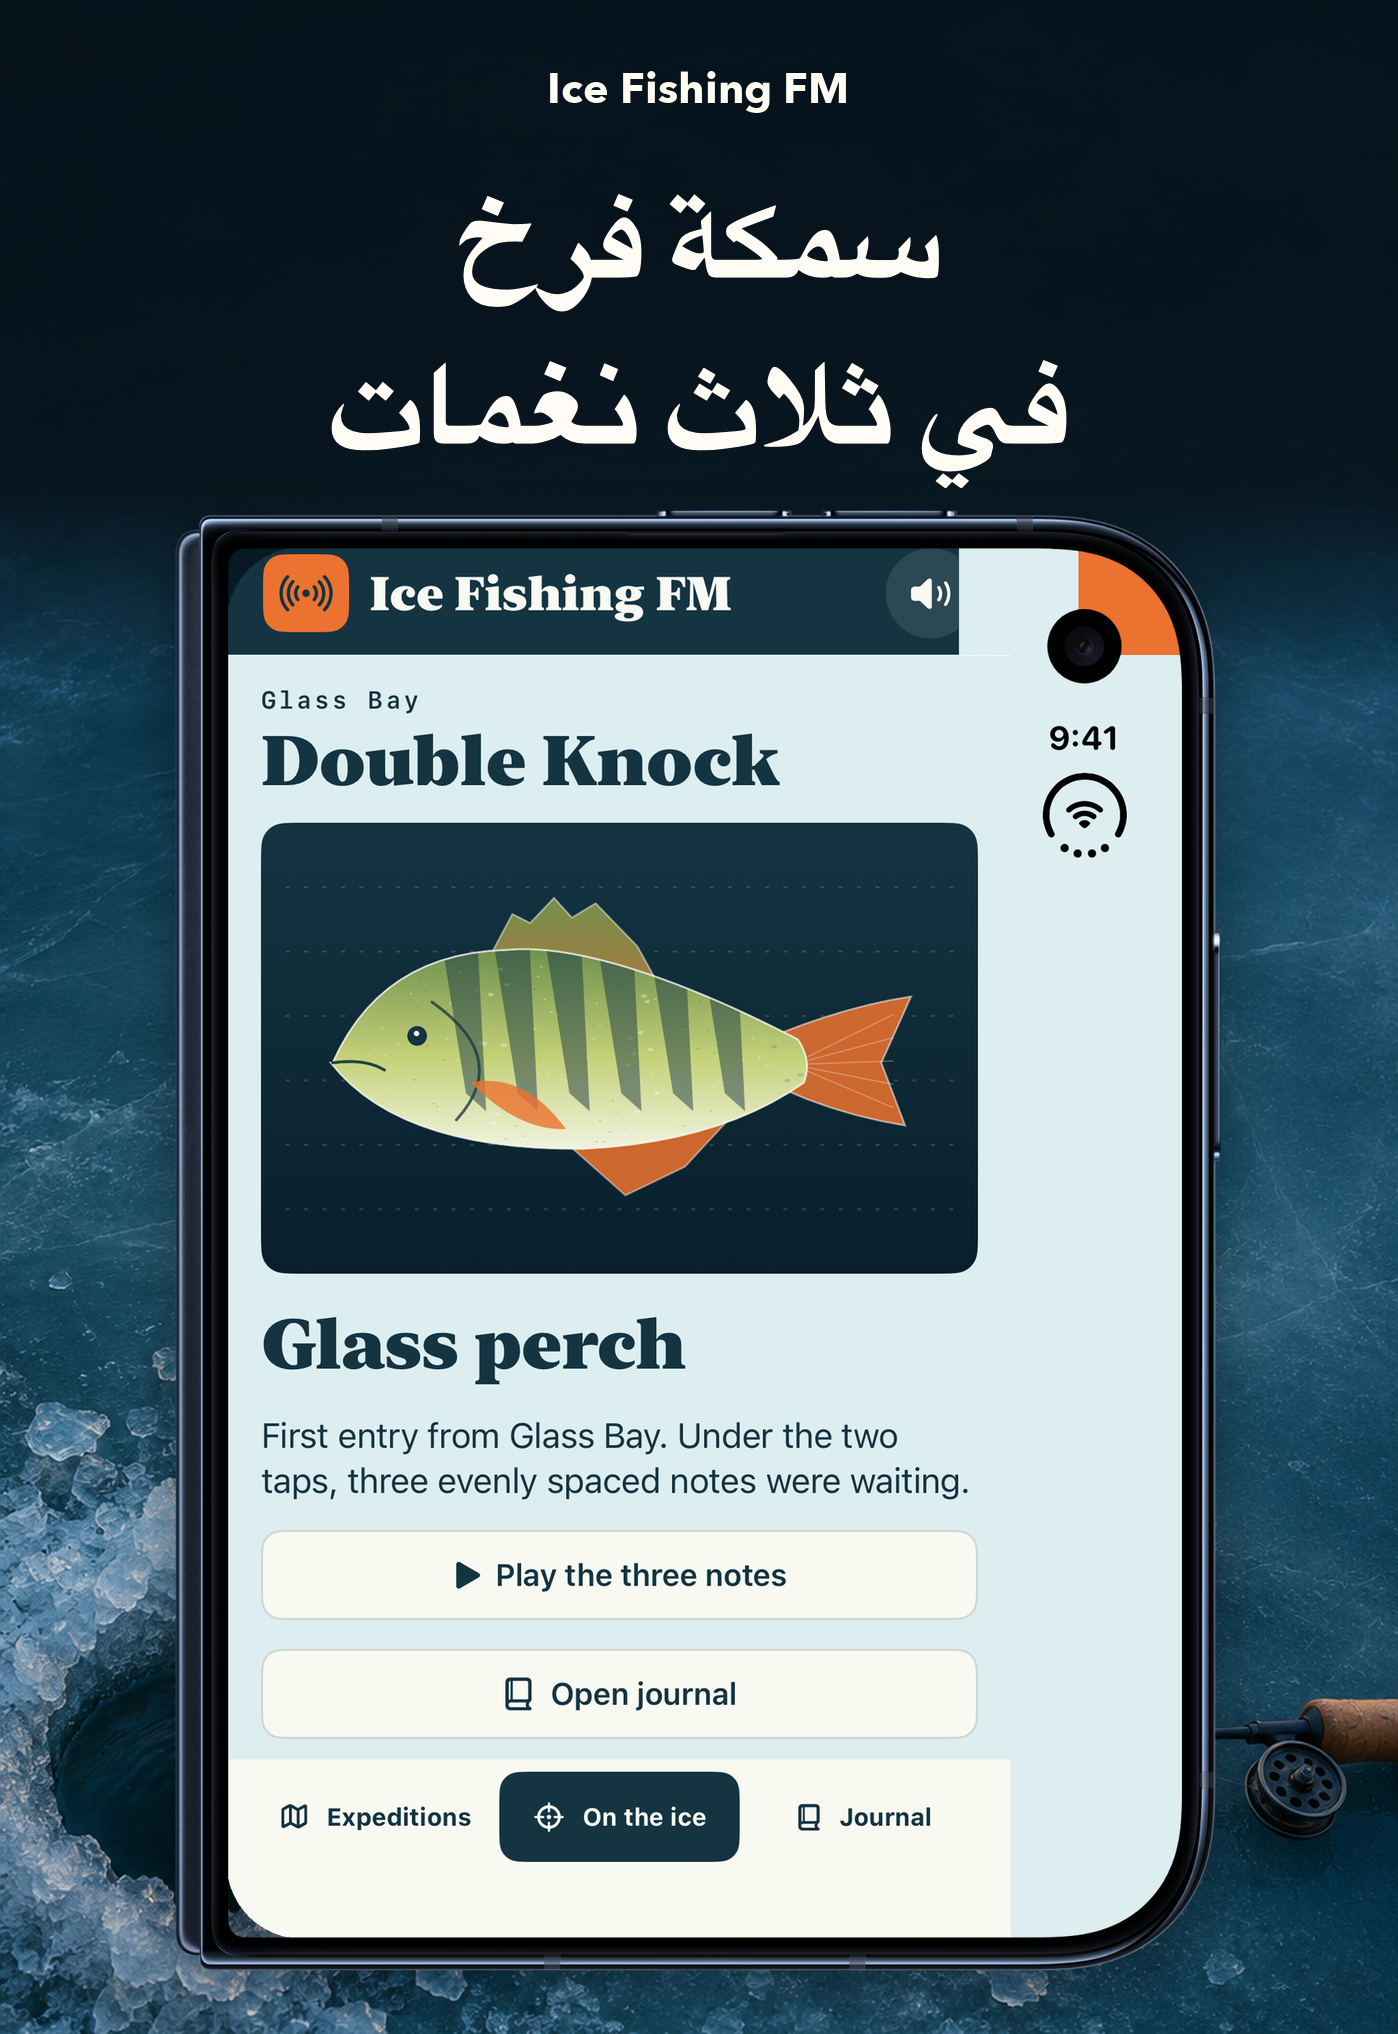 Ice Fishing FM
سمكة فرخ
في ثلاث نغمات
Ice Fishing FM
9:41
Glass Bay
Double Knock
Glass perch
First entry from Glass Bay. Under the two
taps, three evenly spaced notes were waiting.
Play the three notes
Open journal
Expeditions
On the ice
Journal